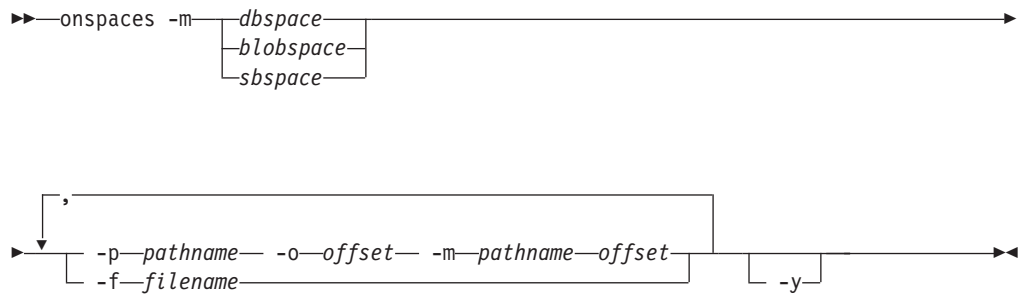 onspaces -m dbspace
blobspace
sbspace
,
-p pathname -o offset -m pathname offset
-f filename
-y